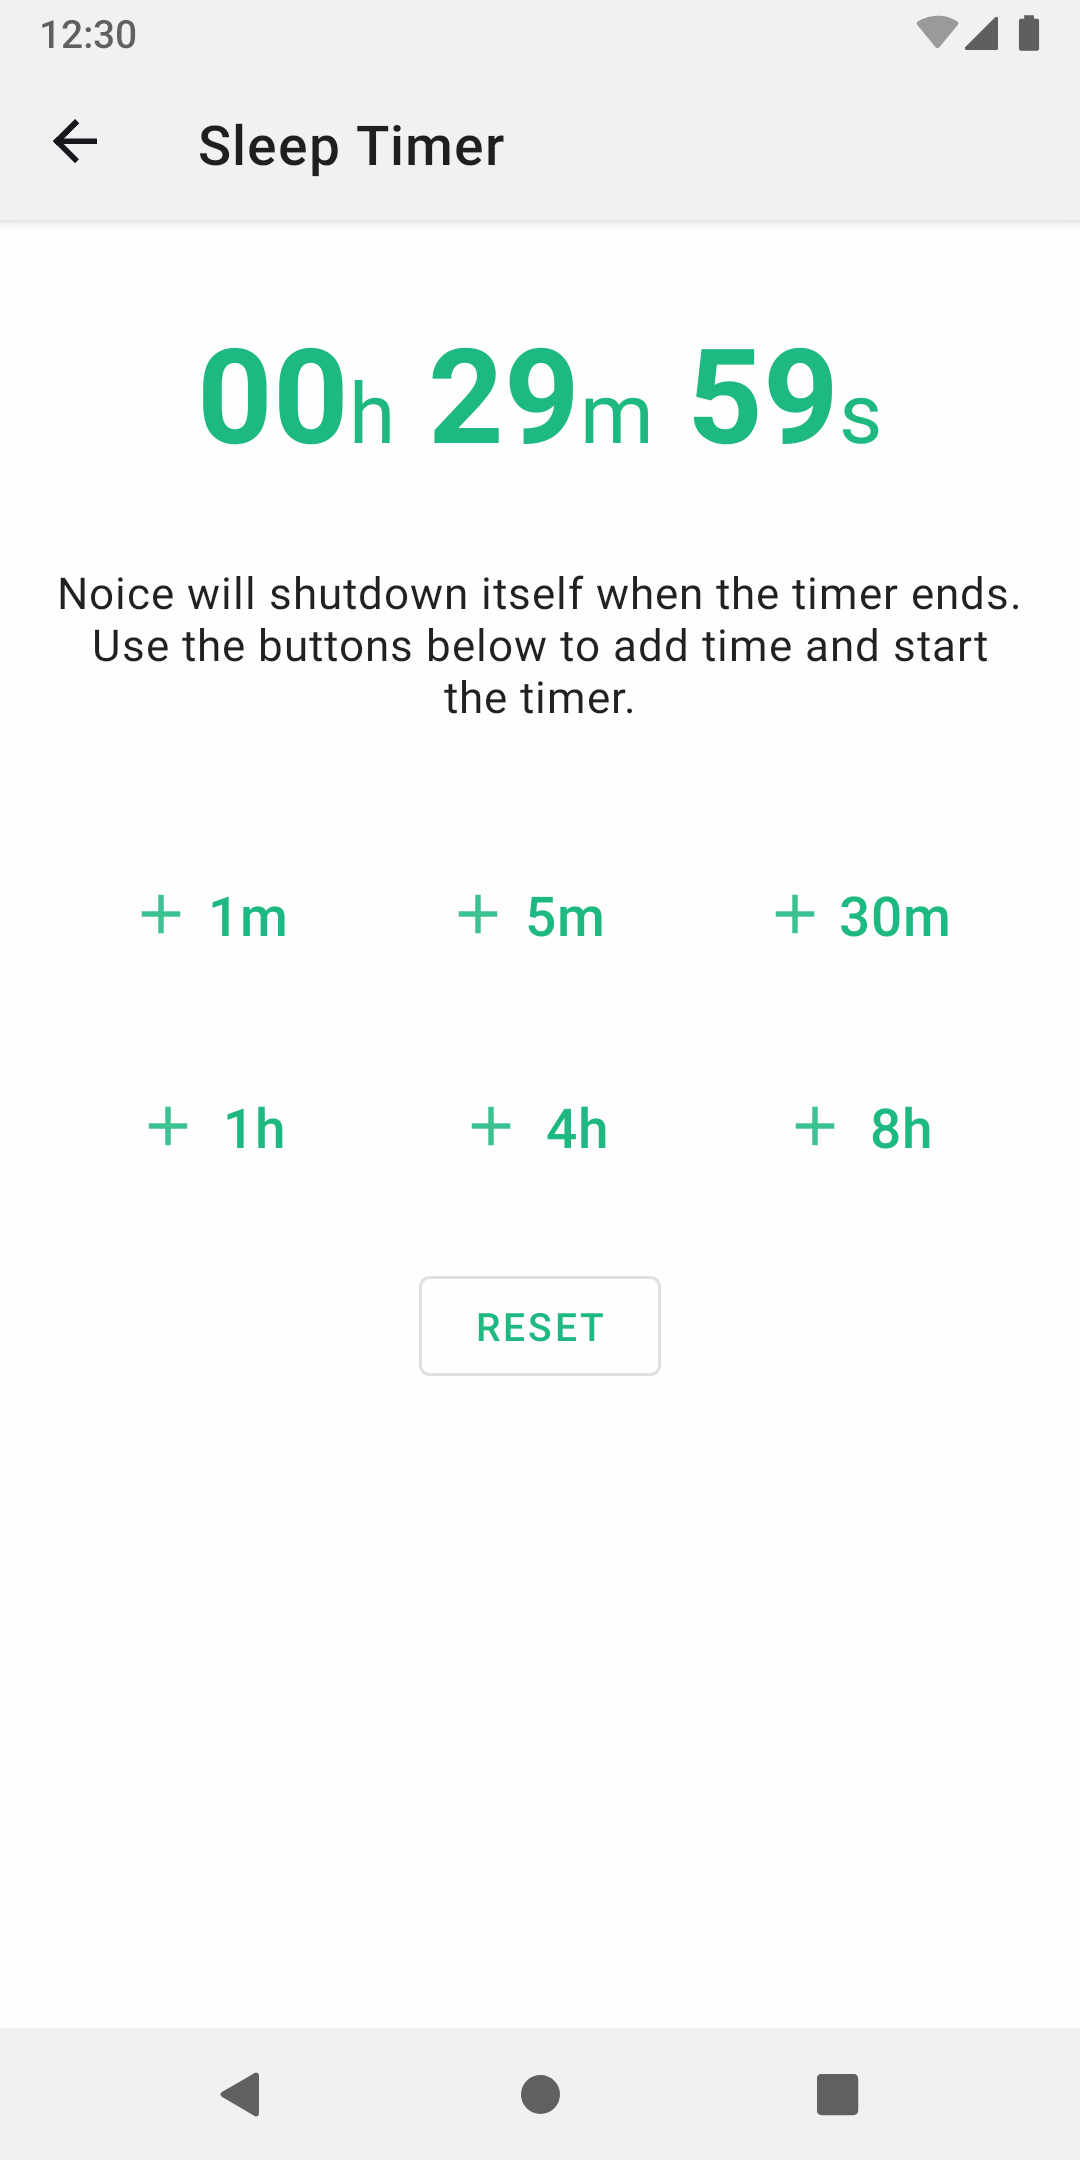 12:30
Sleep Timer
00h 29m 59s
Noice will shutdown itself when the timer ends.
Use the buttons below to add time and start
the timer.
+ 1m + 5m + 30m
+ 1h + 4h + 8h
RESET